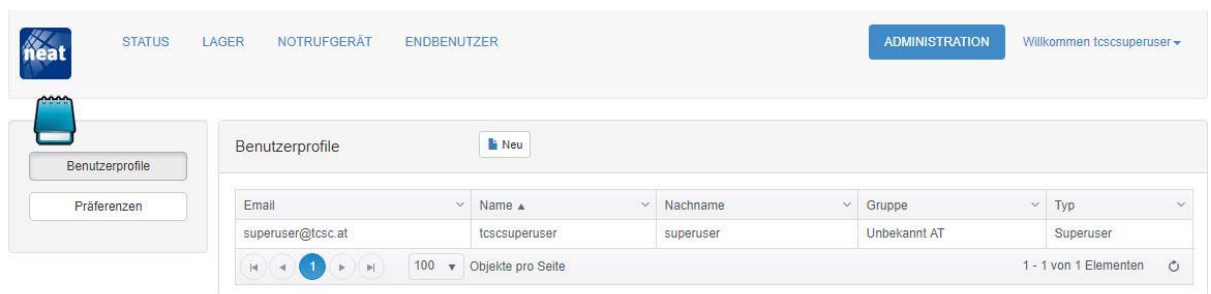 neat
STATUS LAGER NOTRUFGERÄT ENDBENUTZER ADMINISTRATION Willkommen tcscsuperuser
Benutzerprofile
Präferenzen
Benutzerprofile Neu
Email Name Nachname Gruppe Typ
superuser@tcsc.at tcscsuperuser superuser Unbekannt AT Superuser
1 100 Objekte pro Seite 1 - 1 von 1 Elementen